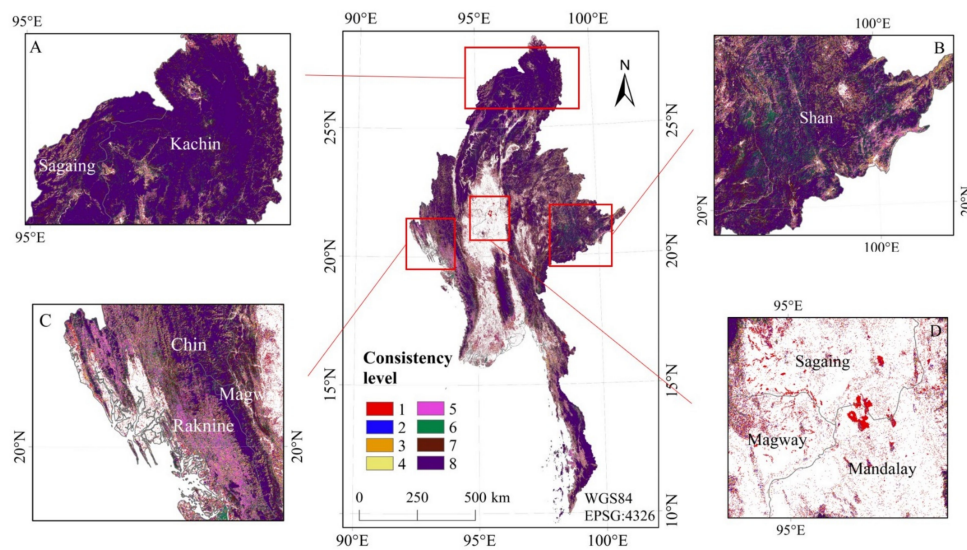 95°E
A
Kachin
Sagaing
95°E
90°E
95°E
100°E
N
25°N
20°N
15°N
25°N
20°N
15°N
10°N
90°E
95°E
100°E
Consistency
level
1
2
3
4
5
6
7
8
0
250
500 km
WGS84
EPSG:4326
100°E
B
Shan
20°N
20°N
100°E
C
Chin
Magw
Raknine
20°N
20°N
95°E
D
Sagaing
Magway
Mandalay
95°E